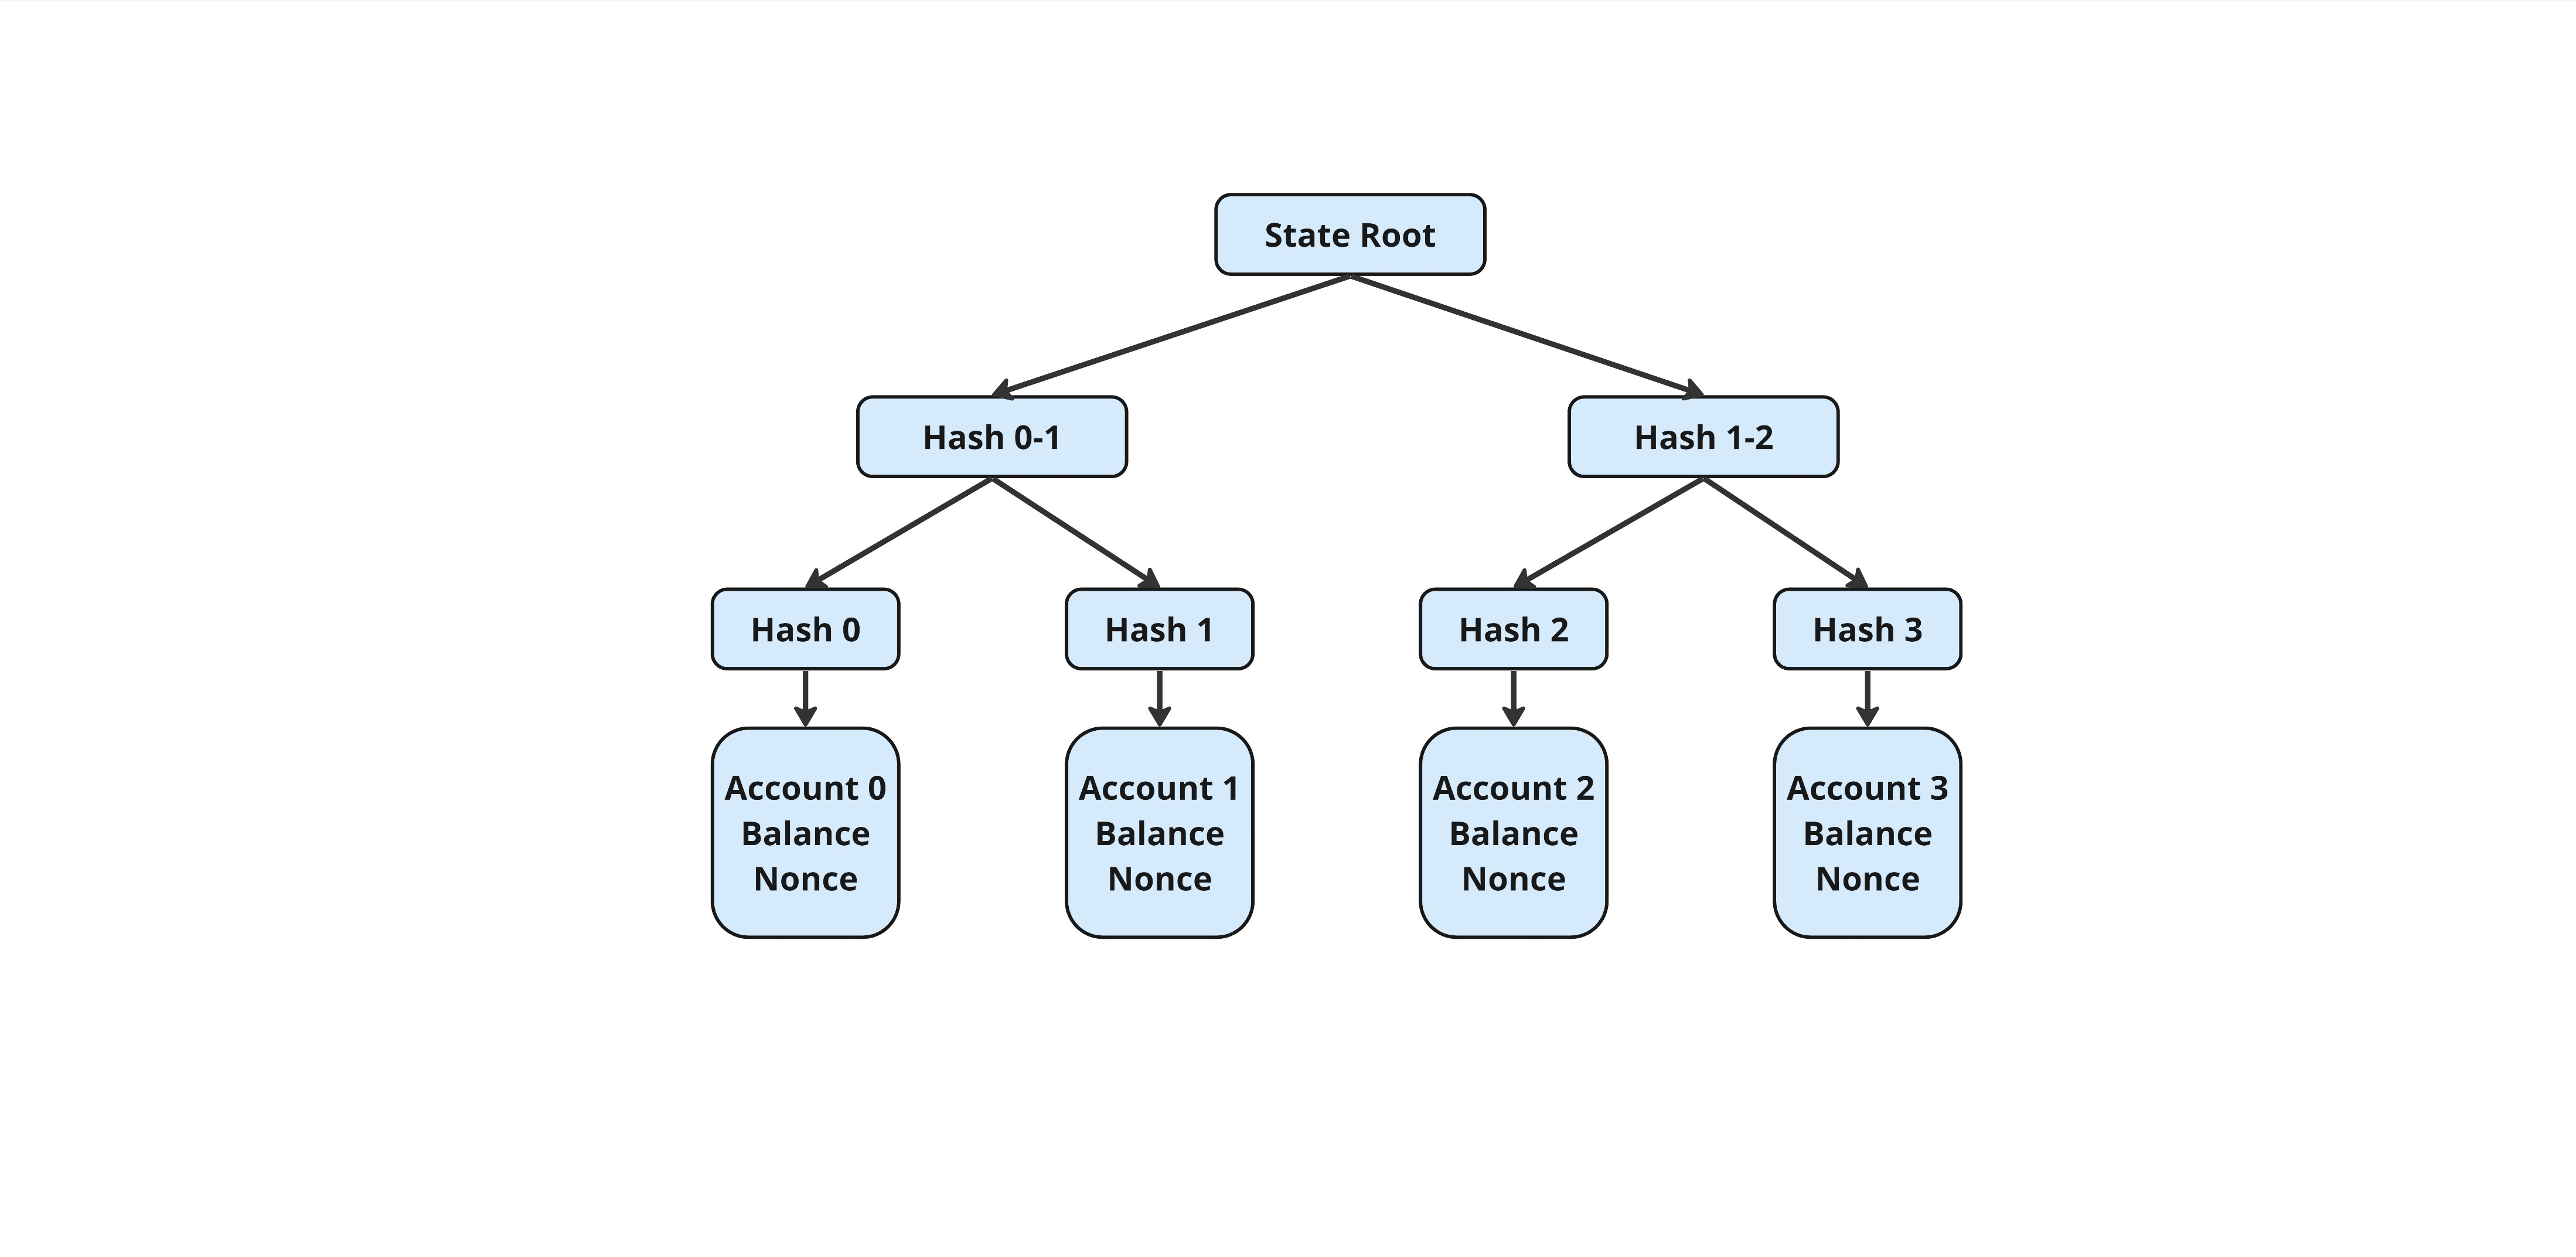 State Root
Hash 0-1
Hash 1-2
Hash 0
Hash 1
Hash 2
Hash 3
Account 0
Balance
Nonce
Account 1
Balance
Nonce
Account 2
Balance
Nonce
Account 3
Balance
Nonce